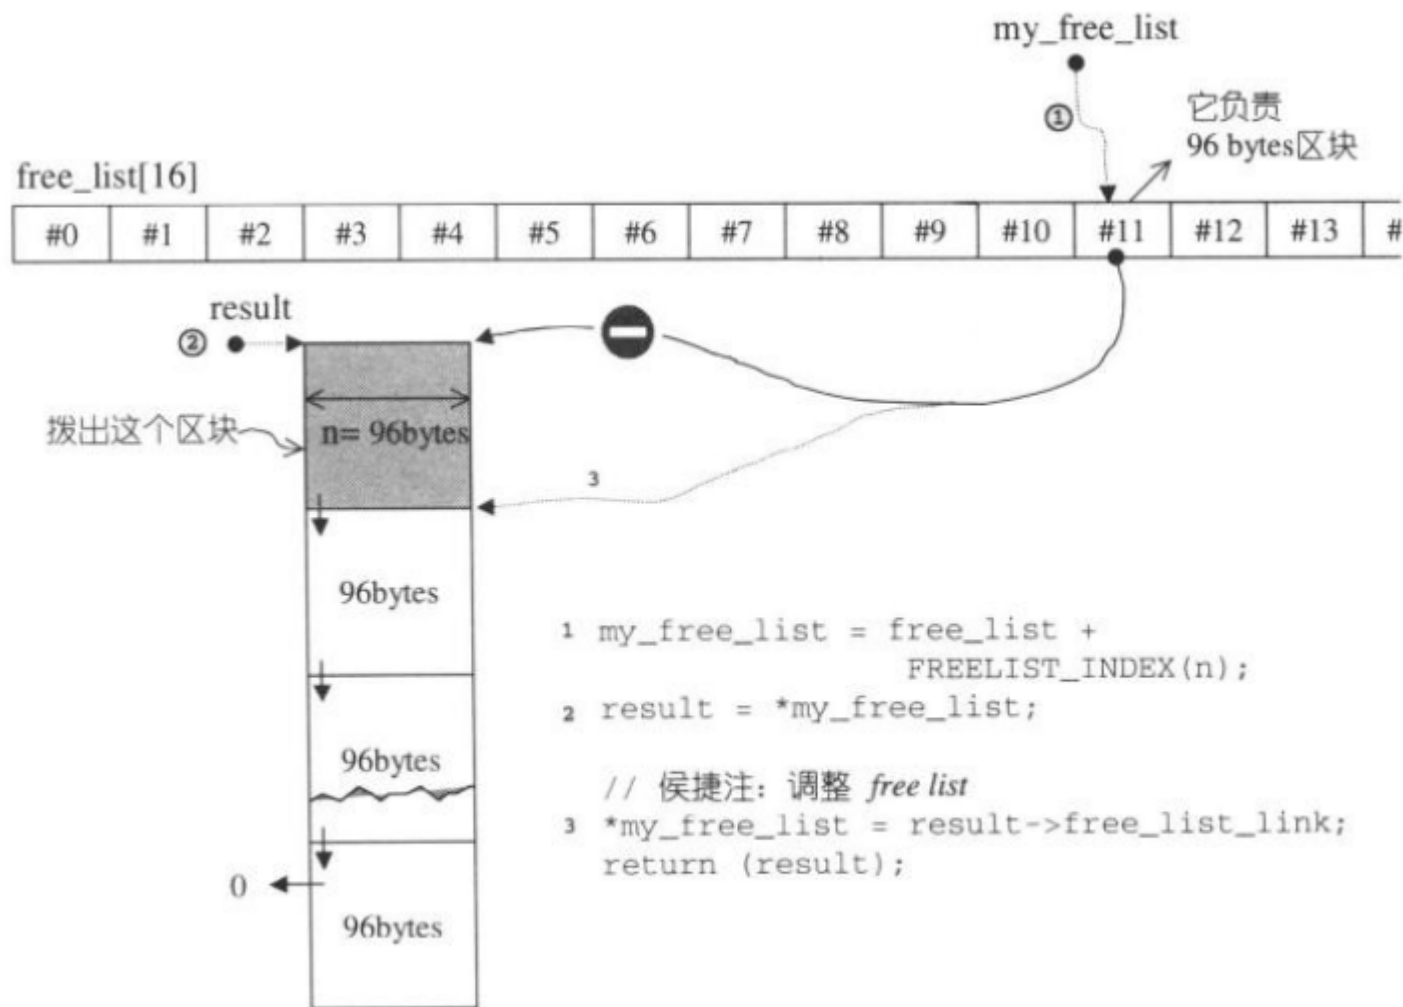 my_free_list
①
它负责
96 bytes区块
free_list[16]
#0 #1 #2 #3 #4 #5 #6 #7 #8 #9 #10 #11 #12 #13 #
result
②
拨出这个区块
n= 96bytes
3
96bytes
96bytes
0
96bytes
1 my_free_list = free_list +
FREELIST_INDEX(n);
2 result = *my_free_list;
// 侯捷注：调整 free list
3 *my_free_list = result->free_list_link;
return (result);